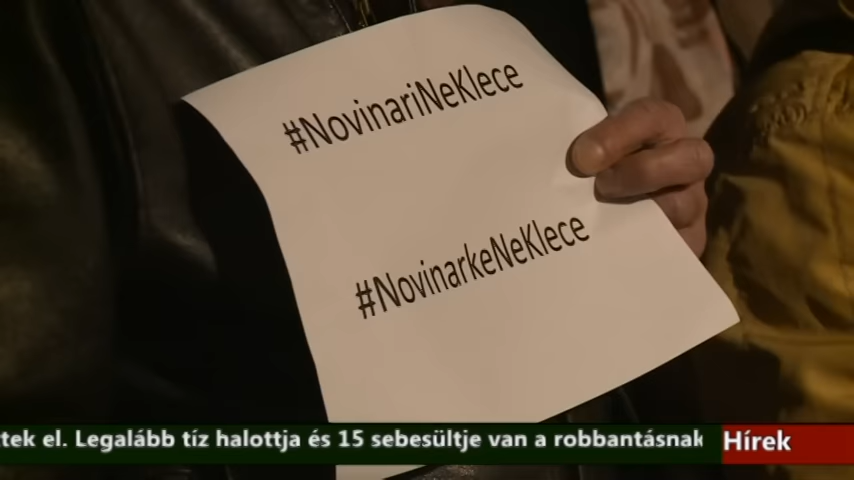 #NovinariNeKlece
#NovinarkeNeKlece
tek el. Legalább tíz halottja és 15 sebesültje van a robbantásnak
Hírek